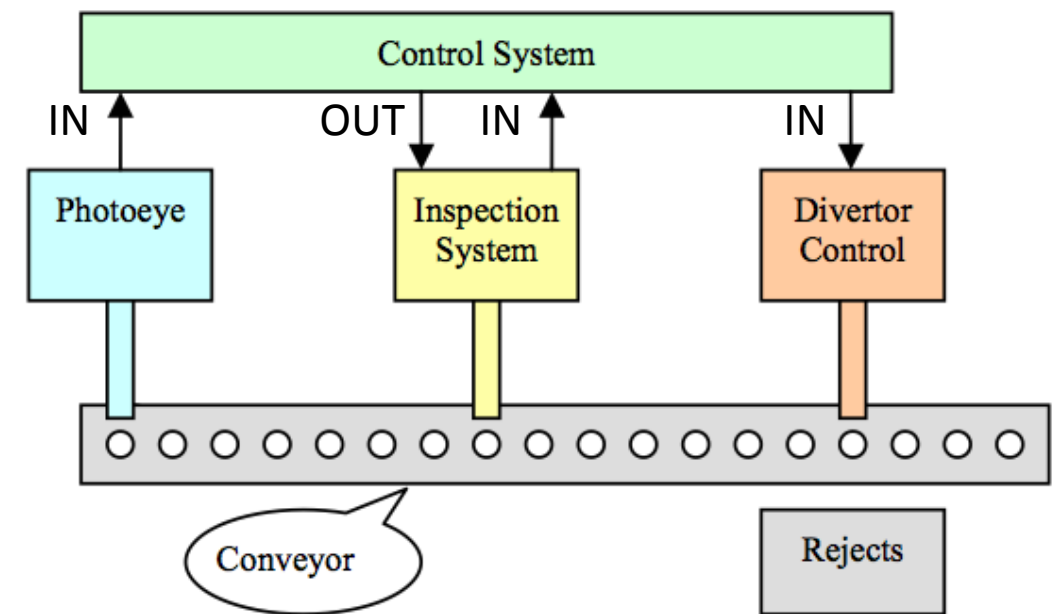 Control System
IN
OUT
IN
IN
Photoeye
Inspection
System
Divertor
Control
Conveyor
Rejects